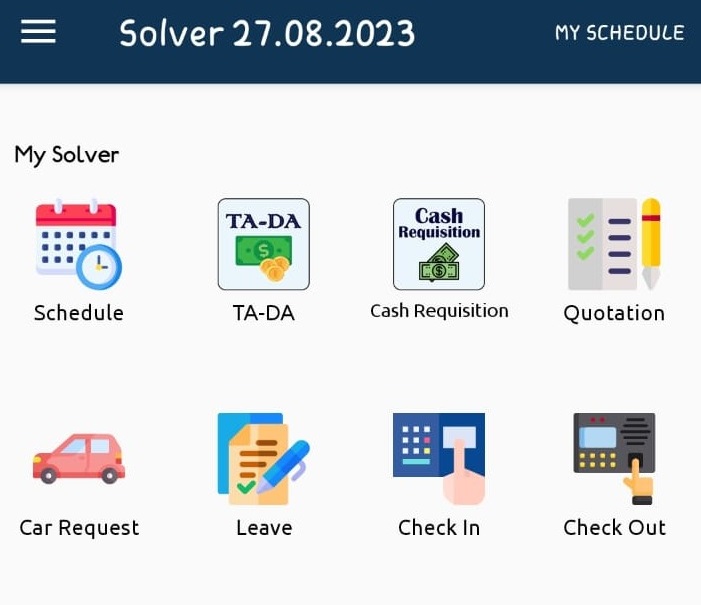 Solver 27.08.2023
MY SCHEDULE
My Solver
TA-DA
Cash
Requisition
Schedule
TA-DA
Cash Requisition
Quotation
Car Request
Leave
Check In
Check Out